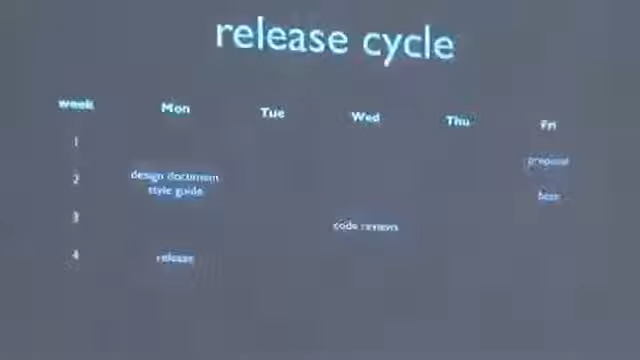 release cycle
week Mon Tue Wed Thu Fri
1 proposal
2 design document
style guide beta
3 code reviews
4 release